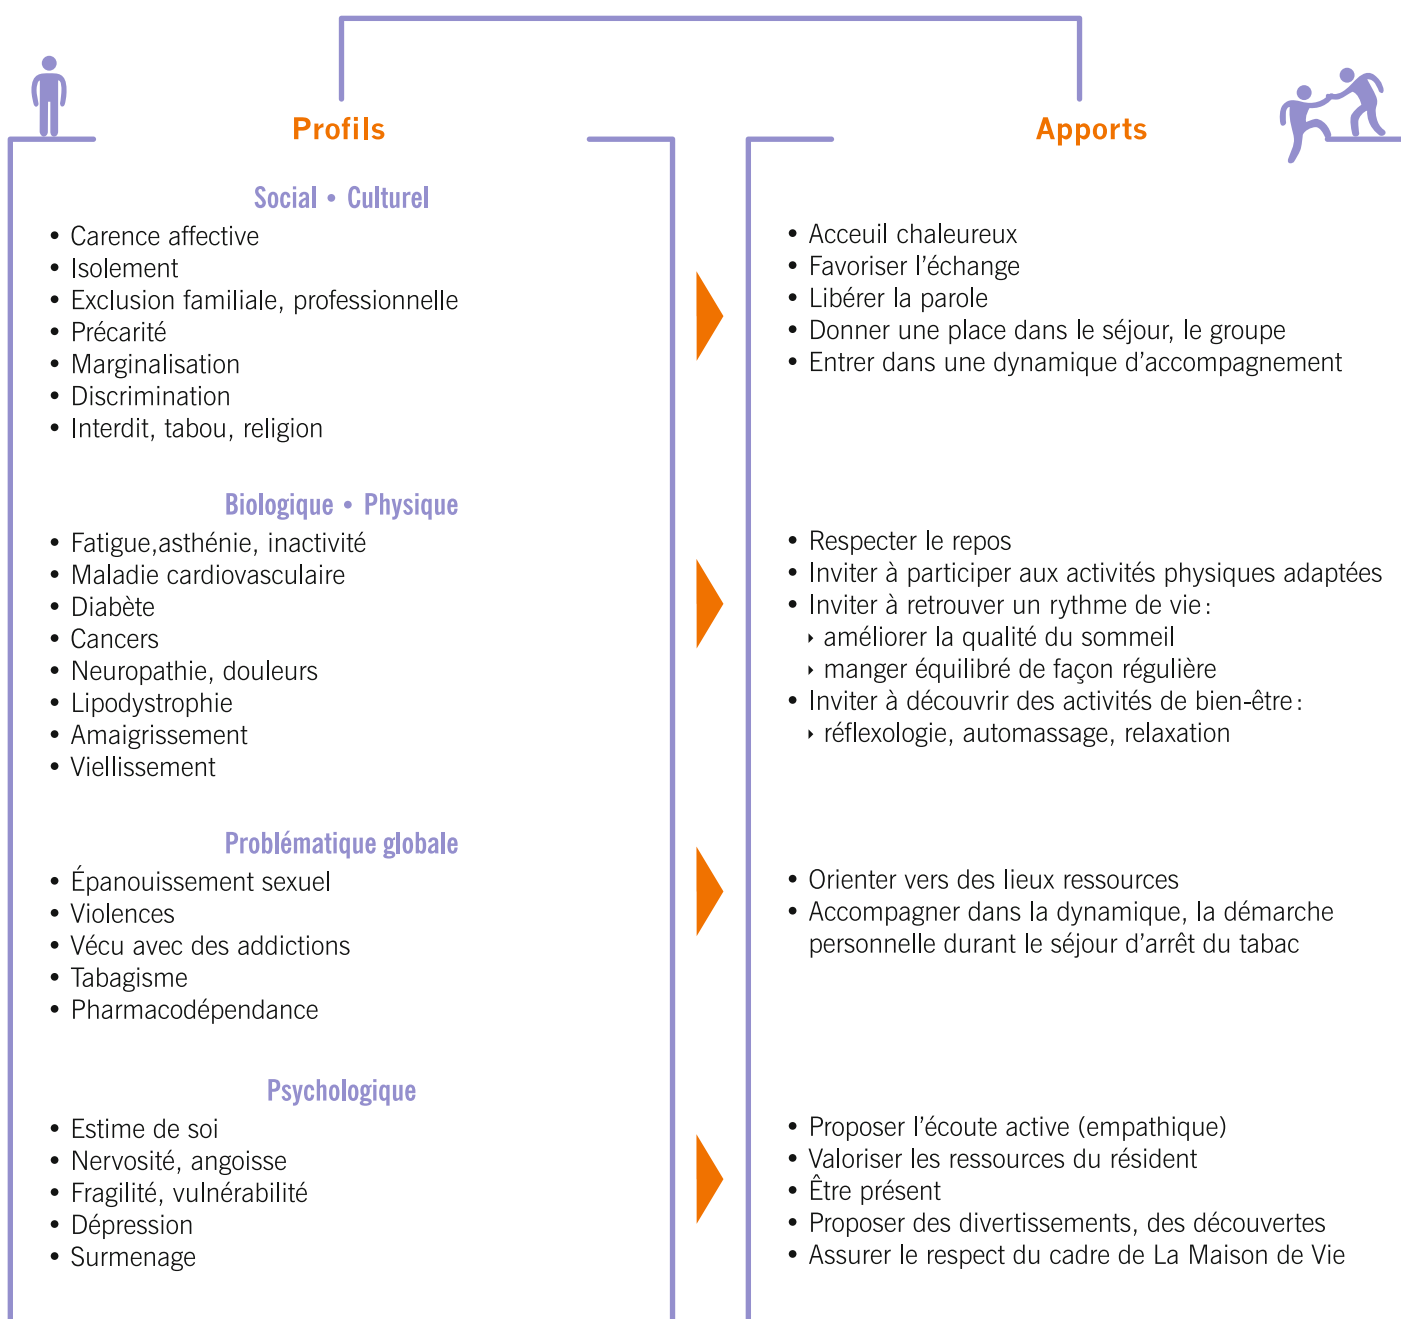 Profils
Social • Culturel
• Carence affective
• Isolement
• Exclusion familiale, professionnelle
• Précarité
• Marginalisation
• Discrimination
• Interdit, tabou, religion
Biologique • Physique
• Fatigue,asthénie, inactivité
• Maladie cardiovasculaire
• Diabète
• Cancers
• Neuropathie, douleurs
• Lipodystrophie
• Amaigrissement
• Viellissement
Problématique globale
• Épanouissement sexuel
• Violences
• Vécu avec des addictions
• Tabagisme
• Pharmacodépendance
Psychologique
• Estime de soi
• Nervosité, angoisse
• Fragilité, vulnérabilité
• Dépression
• Surmenage
Apports
• Acceuil chaleureux
• Favoriser l’échange
• Libérer la parole
• Donner une place dans le séjour, le groupe
• Entrer dans une dynamique d’accompagnement
• Respecter le repos
• Inviter à participer aux activités physiques adaptées
• Inviter à retrouver un rythme de vie :
‣ améliorer la qualité du sommeil
‣ manger équilibré de façon régulière
• Inviter à découvrir des activités de bien-être :
‣ réflexologie, automassage, relaxation
• Orienter vers des lieux ressources
• Accompagner dans la dynamique, la démarche
personnelle durant le séjour d’arrêt du tabac
• Proposer l’écoute active (empathique)
• Valoriser les ressources du résident
• Être présent
• Proposer des divertissements, des découvertes
• Assurer le respect du cadre de La Maison de Vie